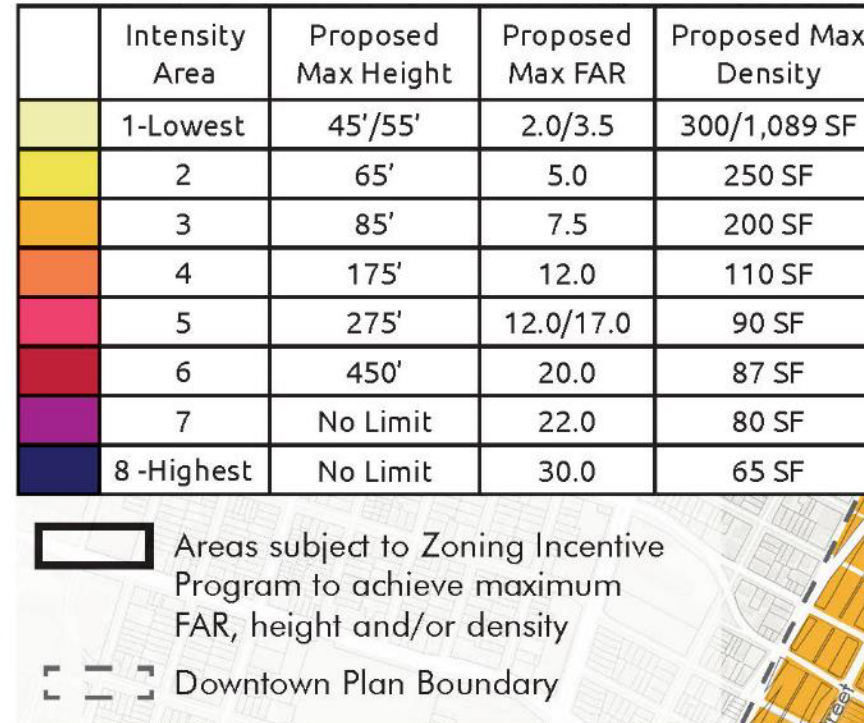 Intensity Area Proposed Max Height Proposed Max FAR Proposed Max Density
1-Lowest 45'/55' 2.0/3.5 300/1,089 SF
2 65' 5.0 250 SF
3 85' 7.5 200 SF
4 175' 12.0 110 SF
5 275' 12.0/17.0 90 SF
6 450' 20.0 87 SF
7 No Limit 22.0 80 SF
8 -Highest No Limit 30.0 65 SF
Areas subject to Zoning Incentive
Program to achieve maximum
FAR, height and/or density
Downtown Plan Boundary